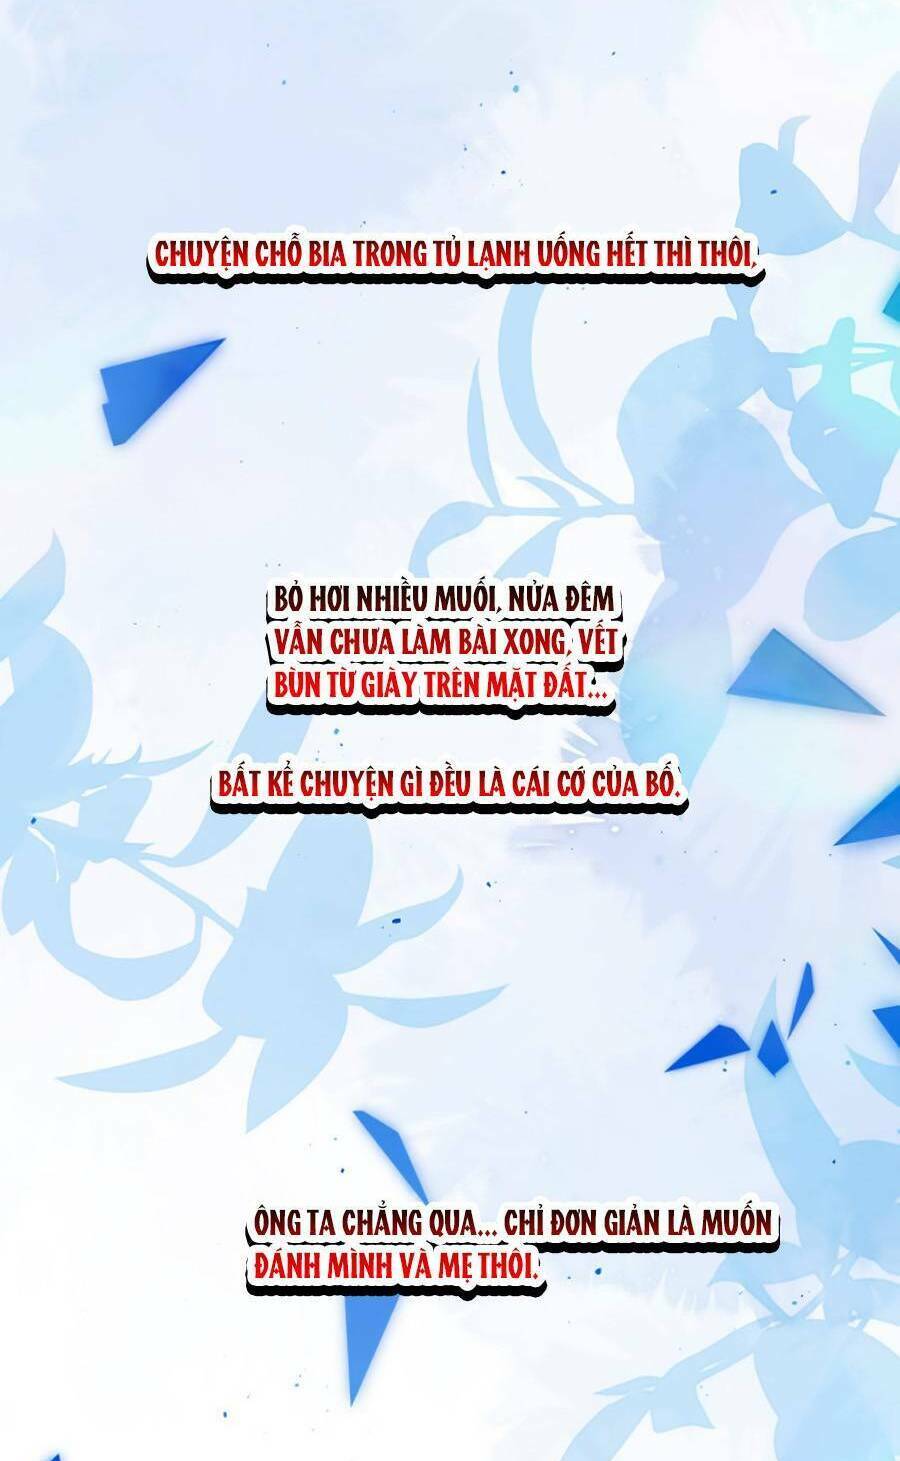 CHUYỆN CHỖ BIA TRONG TỦ LẠNH UỐNG HẾT THÌ THÔI,
BỎ HƠI NHIỀU MUỐI, NỬA ĐÊM
VẪN CHƯA LÀM BÀI XONG, VẾT
BÙN TỪ GIÀY TRÊN MẶT ĐẤT...
BẤT KỂ CHUYỆN GÌ ĐỀU LÀ CÁI CỚ CỦA BỐ.
ÔNG TA CHẲNG QUA... CHỈ ĐƠN GIẢN LÀ MUỐN
ĐÁNH MÌNH VÀ MẸ THÔI.